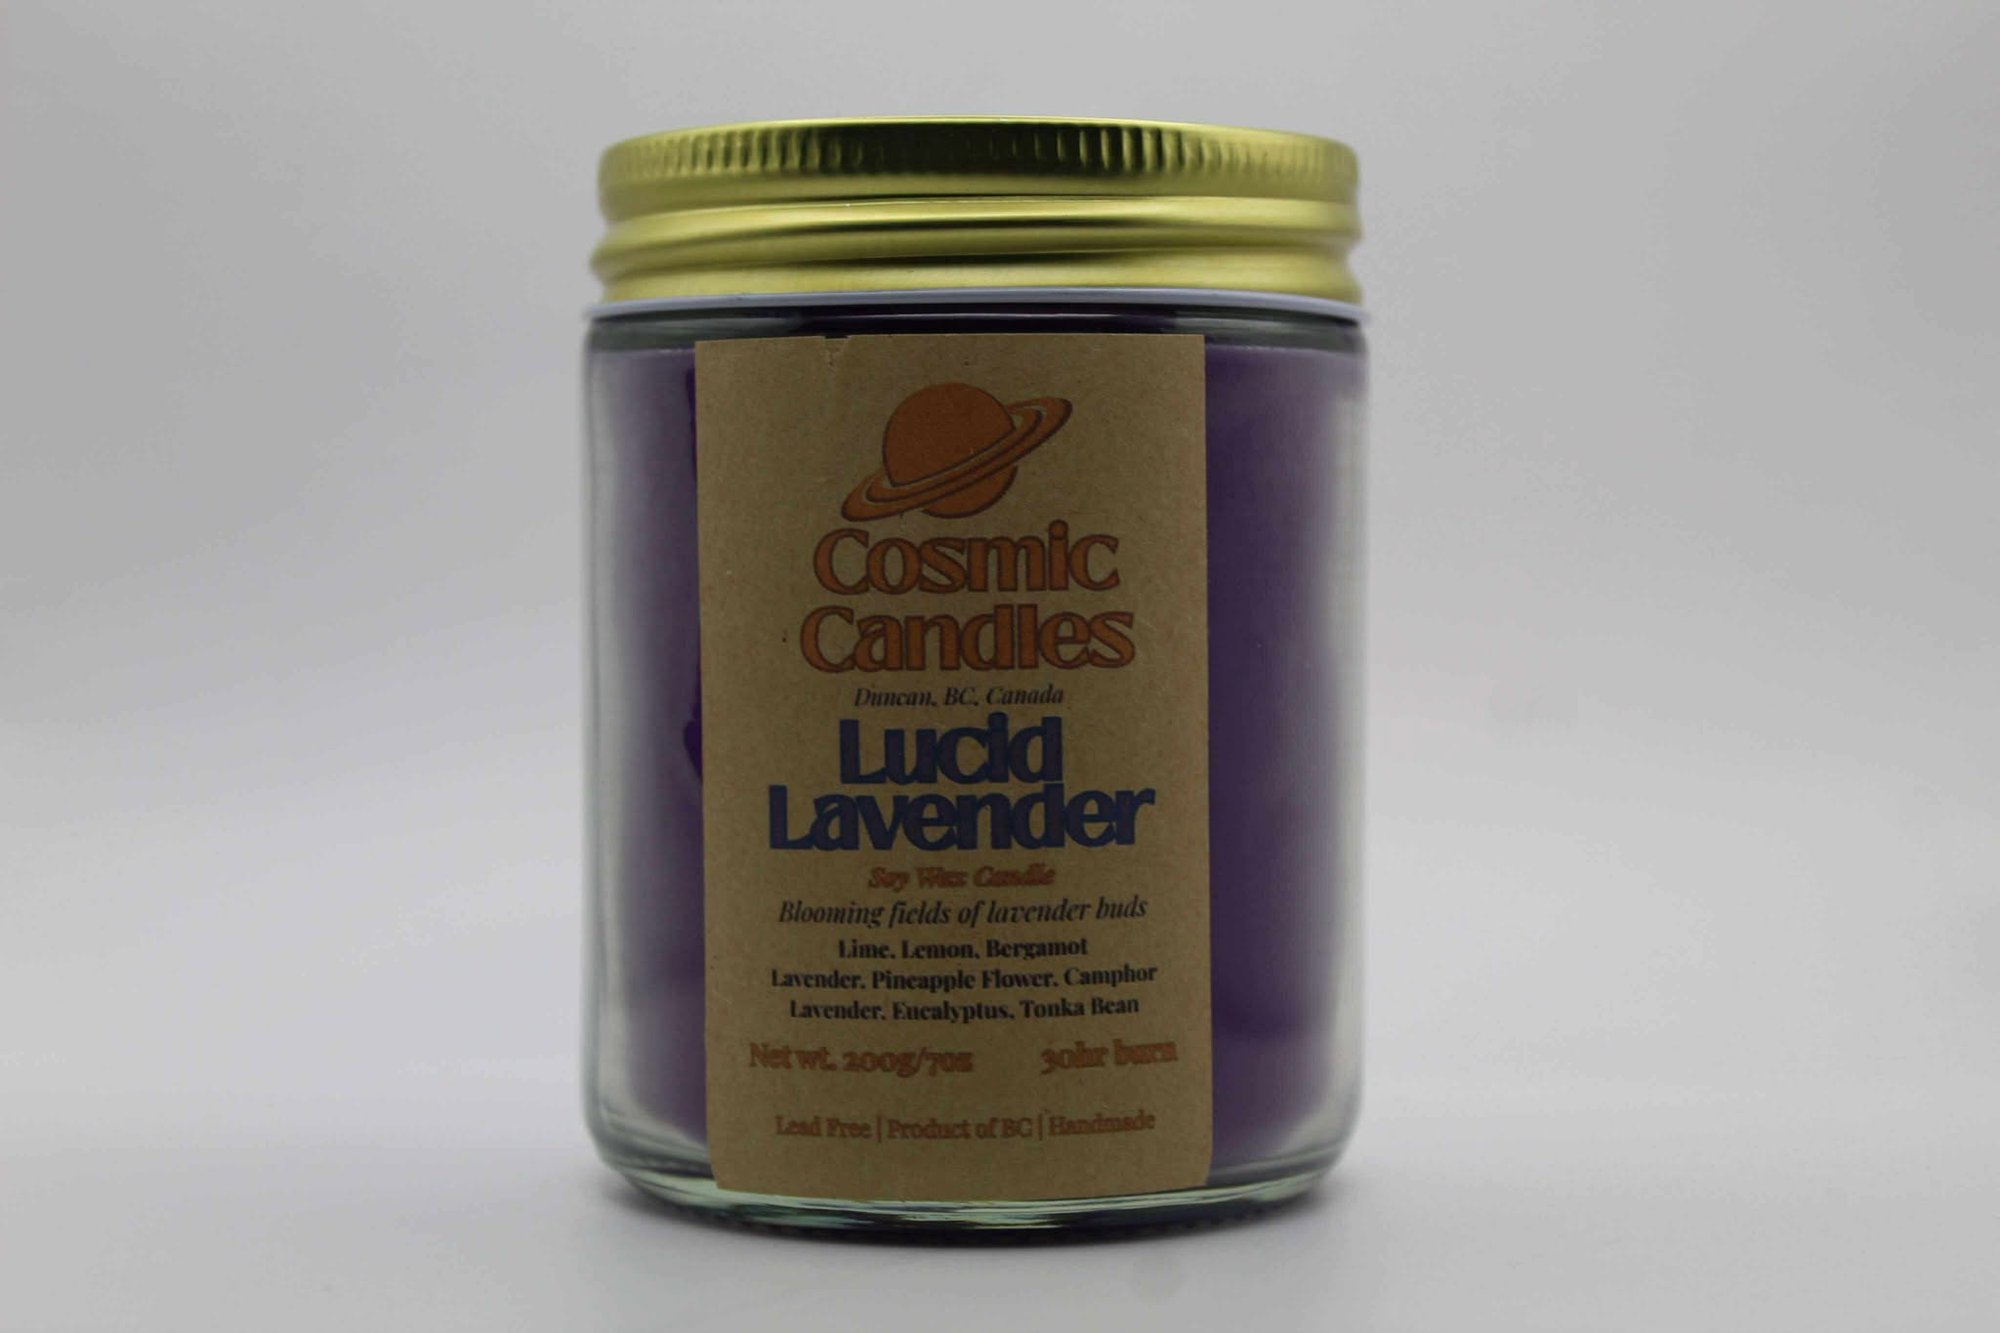 Cosmic
Candles
Duncan, BC, Canada
Lucid
Lavender
Soy Wax Candle
Blooming fields of lavender buds
Lime, Lemon, Bergamot
Lavender, Pineapple Flower, Camphor
Lavender, Eucalyptus, Tonka Bean
Net wt. 200g/7oz 30hr burn
Lead Free | Product of BC | Handmade